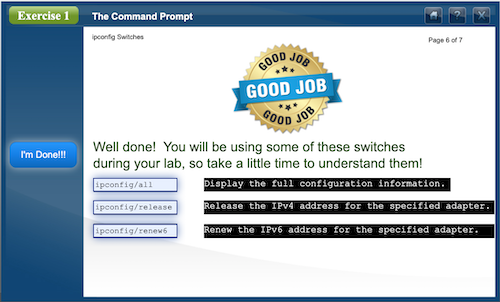 Exercise 1
The Command Prompt
?
X
ipconfig Switches
Page 6 of 7
GOOD JOB
GOOD JOB
GOOD JOB
Well done!  You will be using some of these switches
during your lab, so take a little time to understand them!
I'm Done!!!
ipconfig/all
Display the full configuration information.
ipconfig/release
Release the IPv4 address for the specified adapter.
ipconfig/renew6
Renew the IPv6 address for the specified adapter.